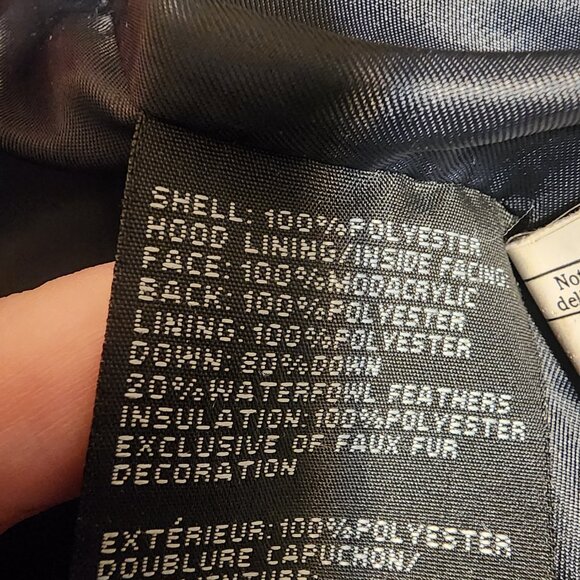 SHELL: 100% POLYESTER
HOOD LINING/INSIDE FACING
FACE: 100% MODACRYLIC
BACK: 100% POLYESTER
LINING: 100% POLYESTER
DOWN: 80% DOWN
20% WATERFOWL FEATHERS
INSULATION: 100% POLYESTER
EXCLUSIVE OF FAUX FUR
DECORATION
EXTÉRIEUR: 100% POLYESTER
DOUBLURE CAPUCHON/